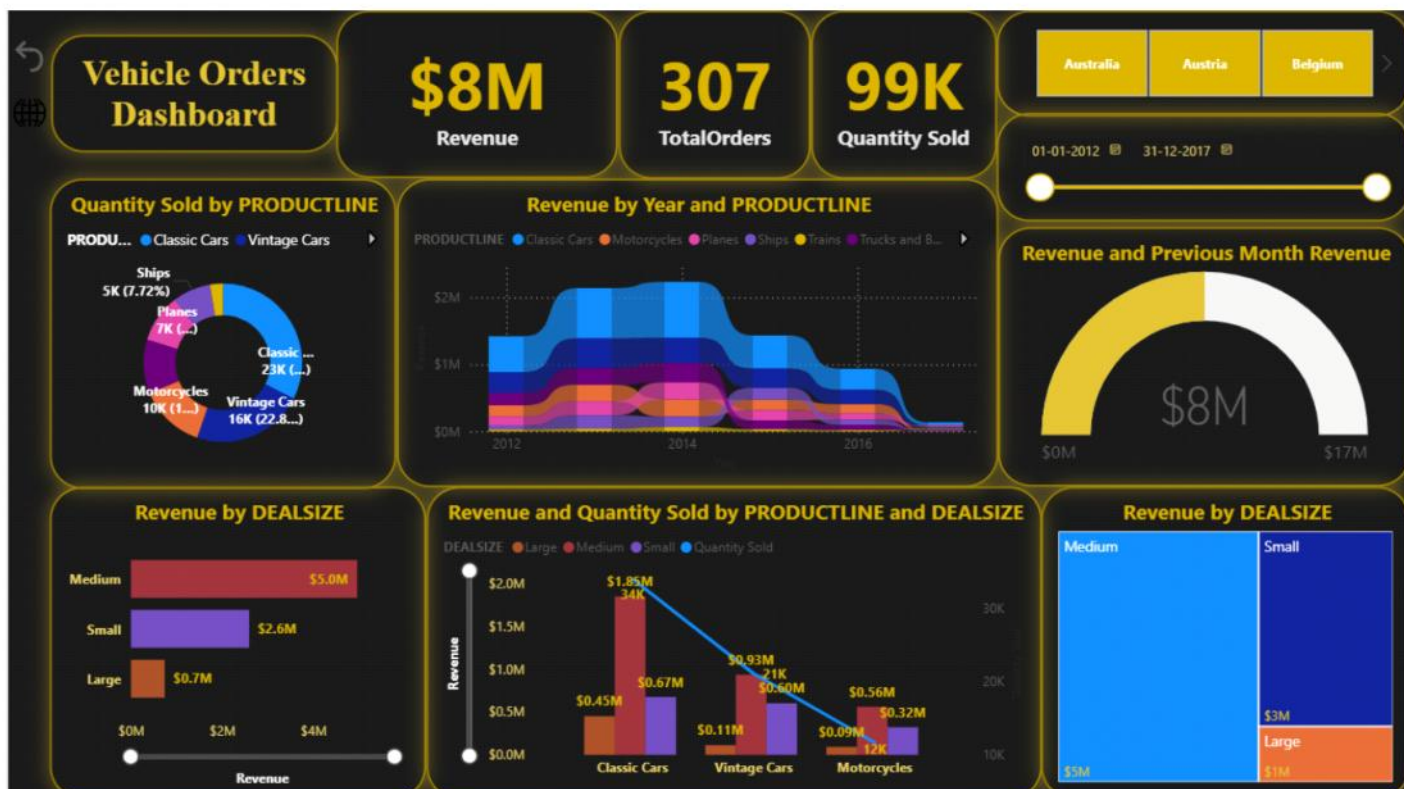 Vehicle Orders
Dashboard
$8M
Revenue
307
TotalOrders
99K
Quantity Sold
Australia
Austria
Belgium
01-01-2012
31-12-2017
Quantity Sold by PRODUCTLINE
PRODU... Classic Cars Vintage Cars
Ships
5K (7.72%)
Planes
7K (...)
Classic ...
23K (...)
Motorcycles
10K (1...)
Vintage Cars
16K (22.8...)
Revenue by Year and PRODUCTLINE
PRODUCTLINE Classic Cars Motorcycles Planes Ships Trains Trucks and B...
$2M
$1M
$0M
2012 2014 2016
Revenue and Previous Month Revenue
$8M
$0M $17M
Revenue by DEALSIZE
Medium $5.0M
Small $2.6M
Large $0.7M
$0M $2M $4M
Revenue
Revenue and Quantity Sold by PRODUCTLINE and DEALSIZE
DEALSIZE Large Medium Small Quantity Sold
Revenue
$2.0M
$1.5M
$1.0M
$0.5M
$0.0M
$1.85M
34K
$0.45M
$0.67M
$0.93M
21K
$0.60M
$0.11M
$0.56M
$0.32M
$0.09M
12K
30K
20K
10K
Classic Cars Vintage Cars Motorcycles
Revenue by DEALSIZE
Medium
$5M
Small
$3M
Large
$1M